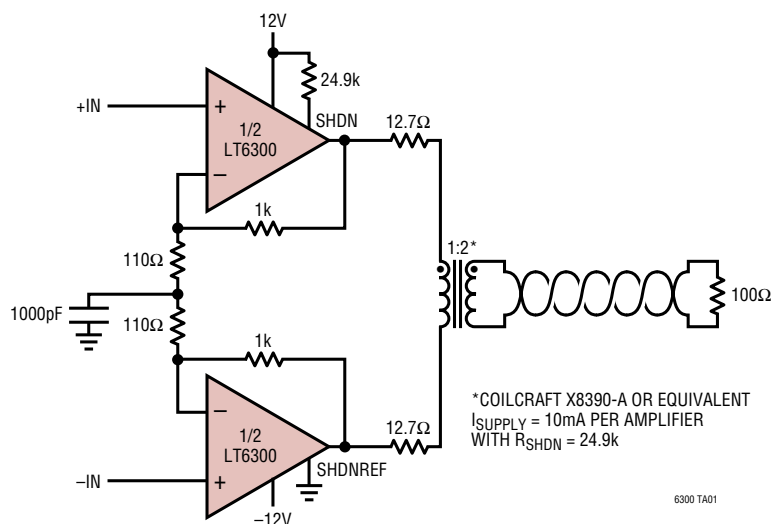 12V
24.9k
+IN
+
SHDN
12.7Ω
1/2
LT6300
–
1k
1:2*
110Ω
1000pF
100Ω
110Ω
1k
*COILCRAFT X8390-A OR EQUIVALENT
ISUPPLY = 10mA PER AMPLIFIER
WITH RSHDN = 24.9k
–
12.7Ω
1/2
LT6300
SHDNREF
+
–IN
–12V
6300 TA01